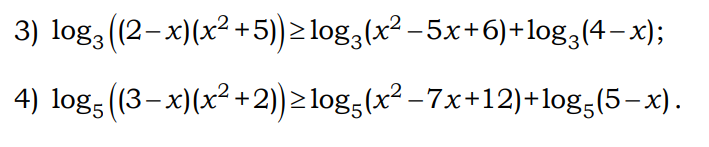 3) log₃((2−x)(x²+5))≥log₃(x²−5x+6)+log₃(4−x);
4) log₅((3−x)(x²+2))≥log₅(x²−7x+12)+log₅(5−x).